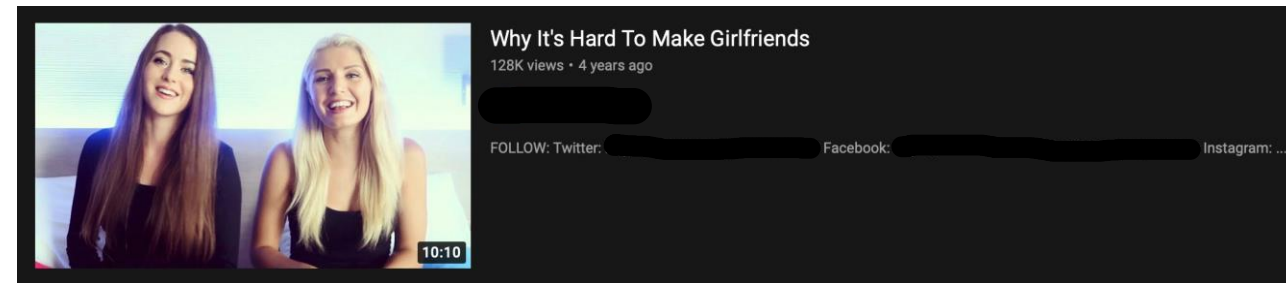 Why It's Hard To Make Girlfriends
128K views • 4 years ago
FOLLOW: Twitter: Facebook: Instagram: ...
10:10